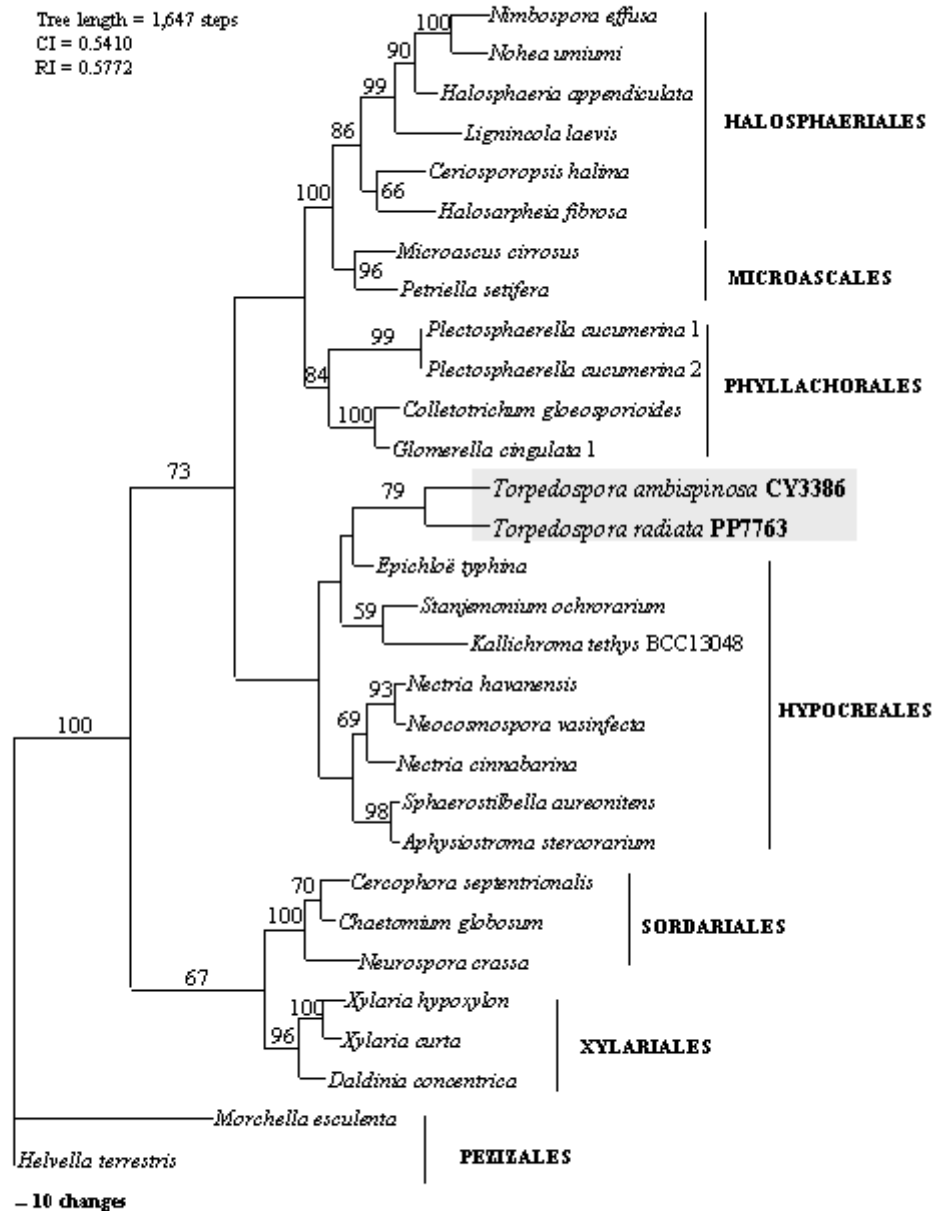 Tree length = 1,647 steps
CI = 0.5410
RI = 0.5772
100
Nimbospora effusa
Nohea umiumi
90
Halosphaeria appendiculata
99
Lignincola laevis
HALOSPHAERIALES
86
Ceriosporopsis halima
66
Halosarpheia fibrosa
100
Microascus cirrosus
96
Petriella setifera
MICROASCALES
99
Plectosphaerella cucumerina 1
Plectosphaerella cucumerina 2
84
PHYLLACHORALES
100
Colletotrichum gloeosporioides
Glomerella cingulata 1
73
79
Torpedospora ambispinosa CY3386
Torpedospora radiata PP7763
Epichloë typhina
59
Stanjemonium ochrorarium
Kallichroma tethys BCC13048
93
Nectria havanensis
HYPOCREALES
69
Neocosmospora vasinfecta
Nectria cinnabarina
100
98
Sphaerostilbella aureonitens
Aphysiostroma stercorarium
70
Cercophora septentrionalis
100
Chaetomium globosum
SORDARIALES
Neurospora crassa
67
100
Xylaria hypoxylon
96
Xylaria curta
XYLARIALES
Daldinia concentrica
Morchella esculenta
PEZIZALES
Helvella terrestris
– 10 changes